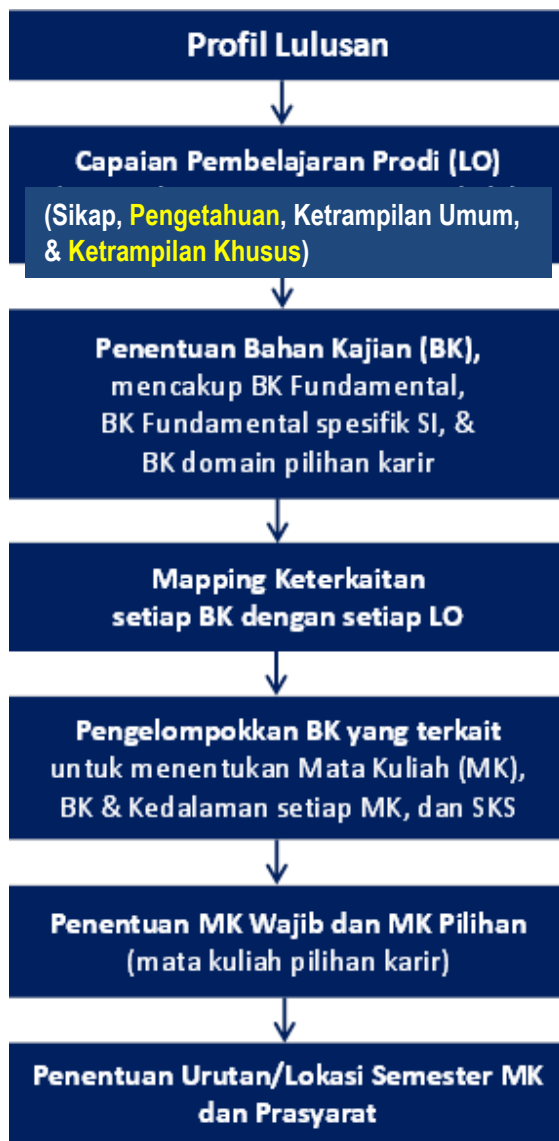 Profil Lulusan
Capaian Pembelajaran Prodi (LO)
(Sikap, Pengetahuan, Ketrampilan Umum,
& Ketrampilan Khusus)
Penentuan Bahan Kajian (BK),
mencakup BK Fundamental,
BK Fundamental spesifik SI, &
BK domain pilihan karir
Mapping Keterkaitan
setiap BK dengan setiap LO
Pengelompokkan BK yang terkait
untuk menentukan Mata Kuliah (MK),
BK & Kedalaman setiap MK, dan SKS
Penentuan MK Wajib dan MK Pilihan
(mata kuliah pilihan karir)
Penentuan Urutan/Lokasi Semester MK
dan Prasyarat